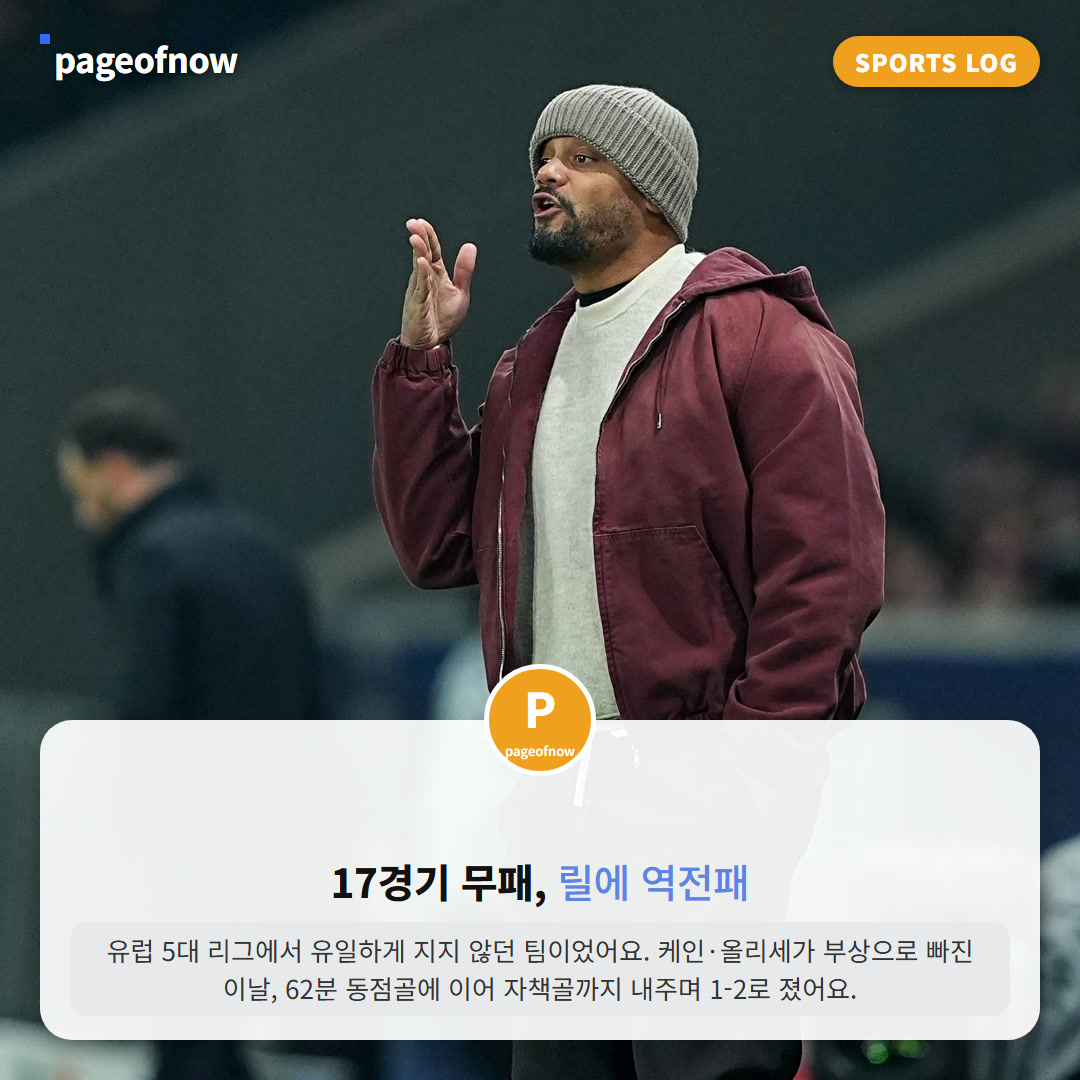 pageofnow
SPORTS LOG
P
pageofnow
17경기 무패, 릴에 역전패
유럽 5대 리그에서 유일하게 지지 않던 팀이었어요. 케인·올리세가 부상으로 빠진
이날, 62분 동점골에 이어 자책골까지 내주며 1-2로 졌어요.